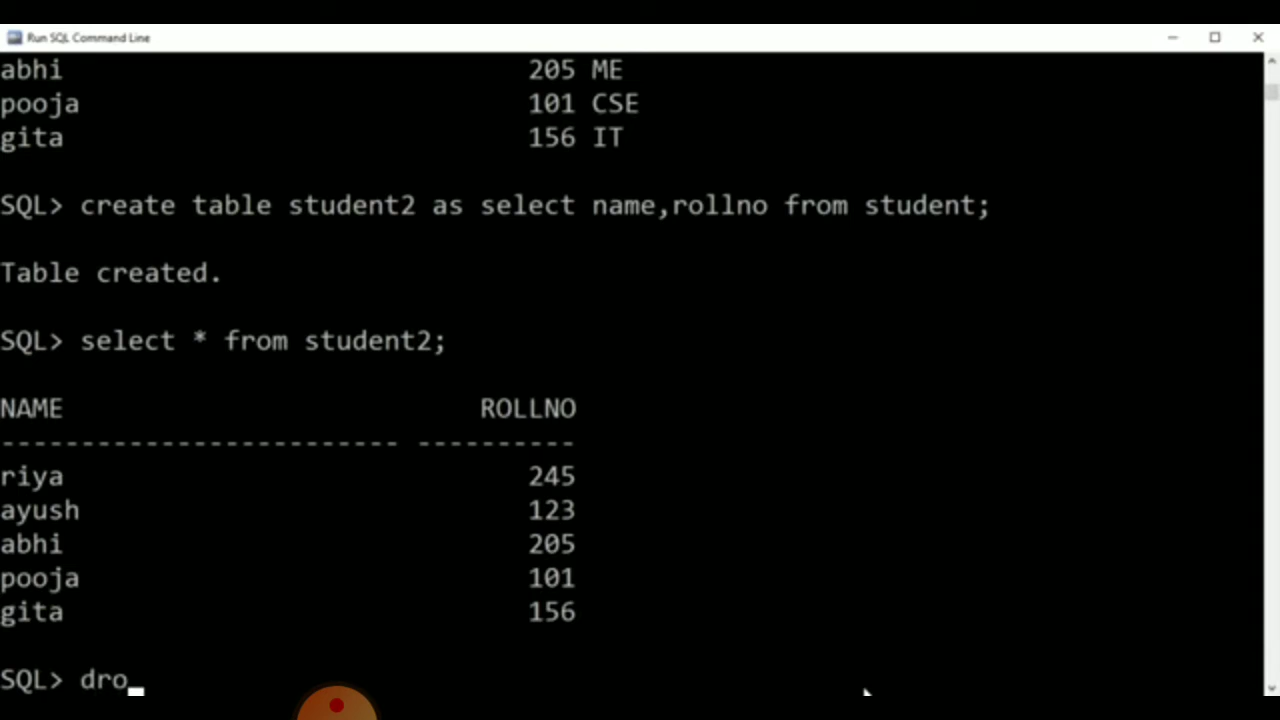 Run SQL Command Line
abhi 205 ME
pooja 101 CSE
gita 156 IT
SQL> create table student2 as select name,rollno from student;
Table created.
SQL> select * from student2;
NAME ROLLNO
------------------------- ----------
riya 245
ayush 123
abhi 205
pooja 101
gita 156
SQL> dro_